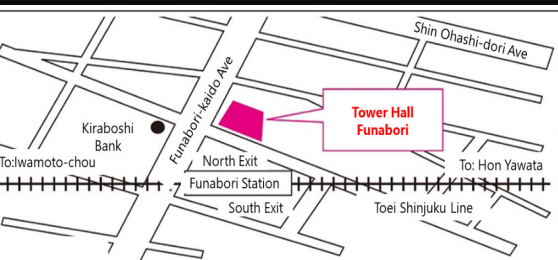 Shin Ohashi-dori Ave
Funabori-kaido Ave
Tower Hall
Funabori
Kiraboshi
Bank
To:Iwamoto-chou
North Exit
To: Hon Yawata
Funabori Station
South Exit
Toei Shinjuku Line